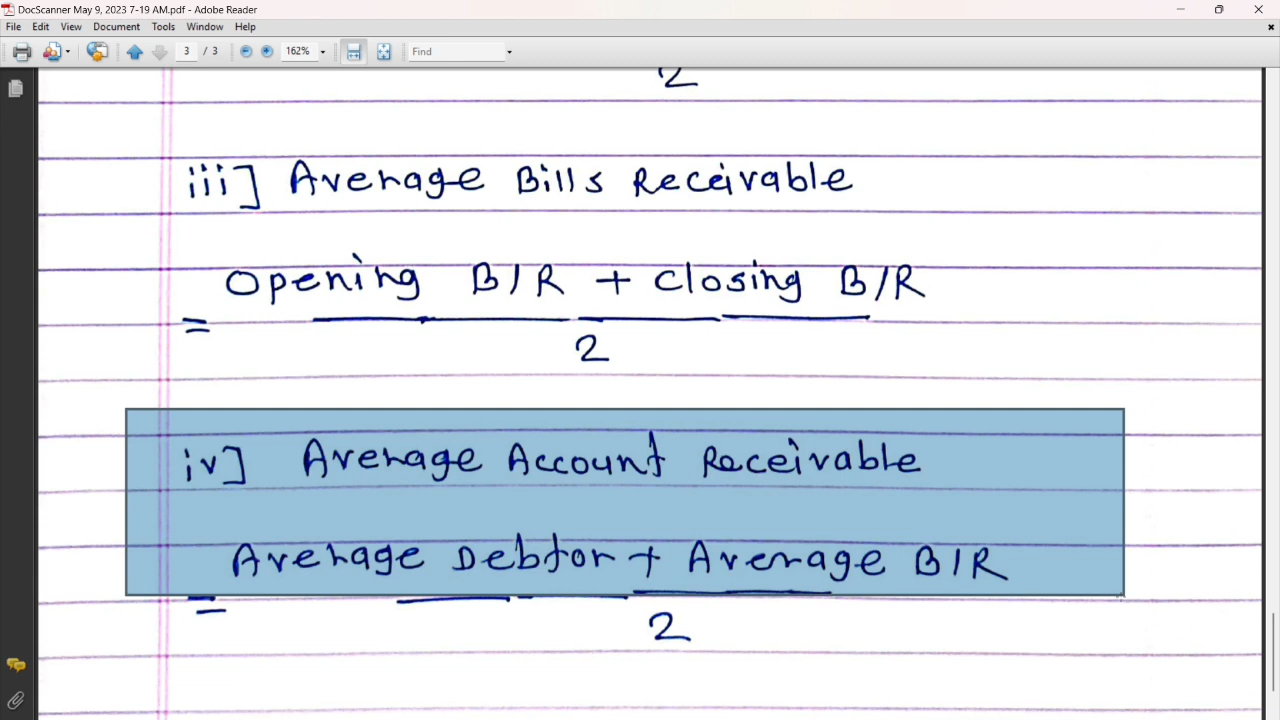 DocScanner May 9, 2023 7-19 AM.pdf - Adobe Reader
File Edit View Document Tools Window Help
3 / 3 162% Find
2
iii] Average Bills Receivable
Opening B/R + Closing B/R
=
2
iv] Average Account Receivable
Average Debtor + Average B/R
=
2